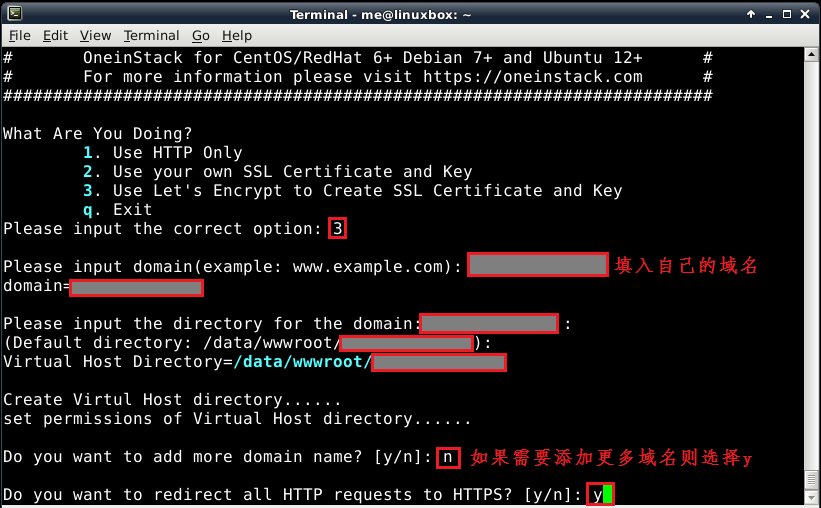 Terminal - me@linuxbox: ~
File Edit View Terminal Go Help
# OneinStack for CentOS/RedHat 6+ Debian 7+ and Ubuntu 12+ #
# For more information please visit https://oneinstack.com #
#######################################################################
What Are You Doing?
1. Use HTTP Only
2. Use your own SSL Certificate and Key
3. Use Let's Encrypt to Create SSL Certificate and Key
q. Exit
Please input the correct option: 3
Please input domain(example: www.example.com): 填入自己的域名
domain=
Please input the directory for the domain: :
(Default directory: /data/wwwroot/ ):
Virtual Host Directory=/data/wwwroot/
Create Virtul Host directory......
set permissions of Virtual Host directory......
Do you want to add more domain name? [y/n]: n 如果需要添加更多域名则选择y
Do you want to redirect all HTTP requests to HTTPS? [y/n]: y